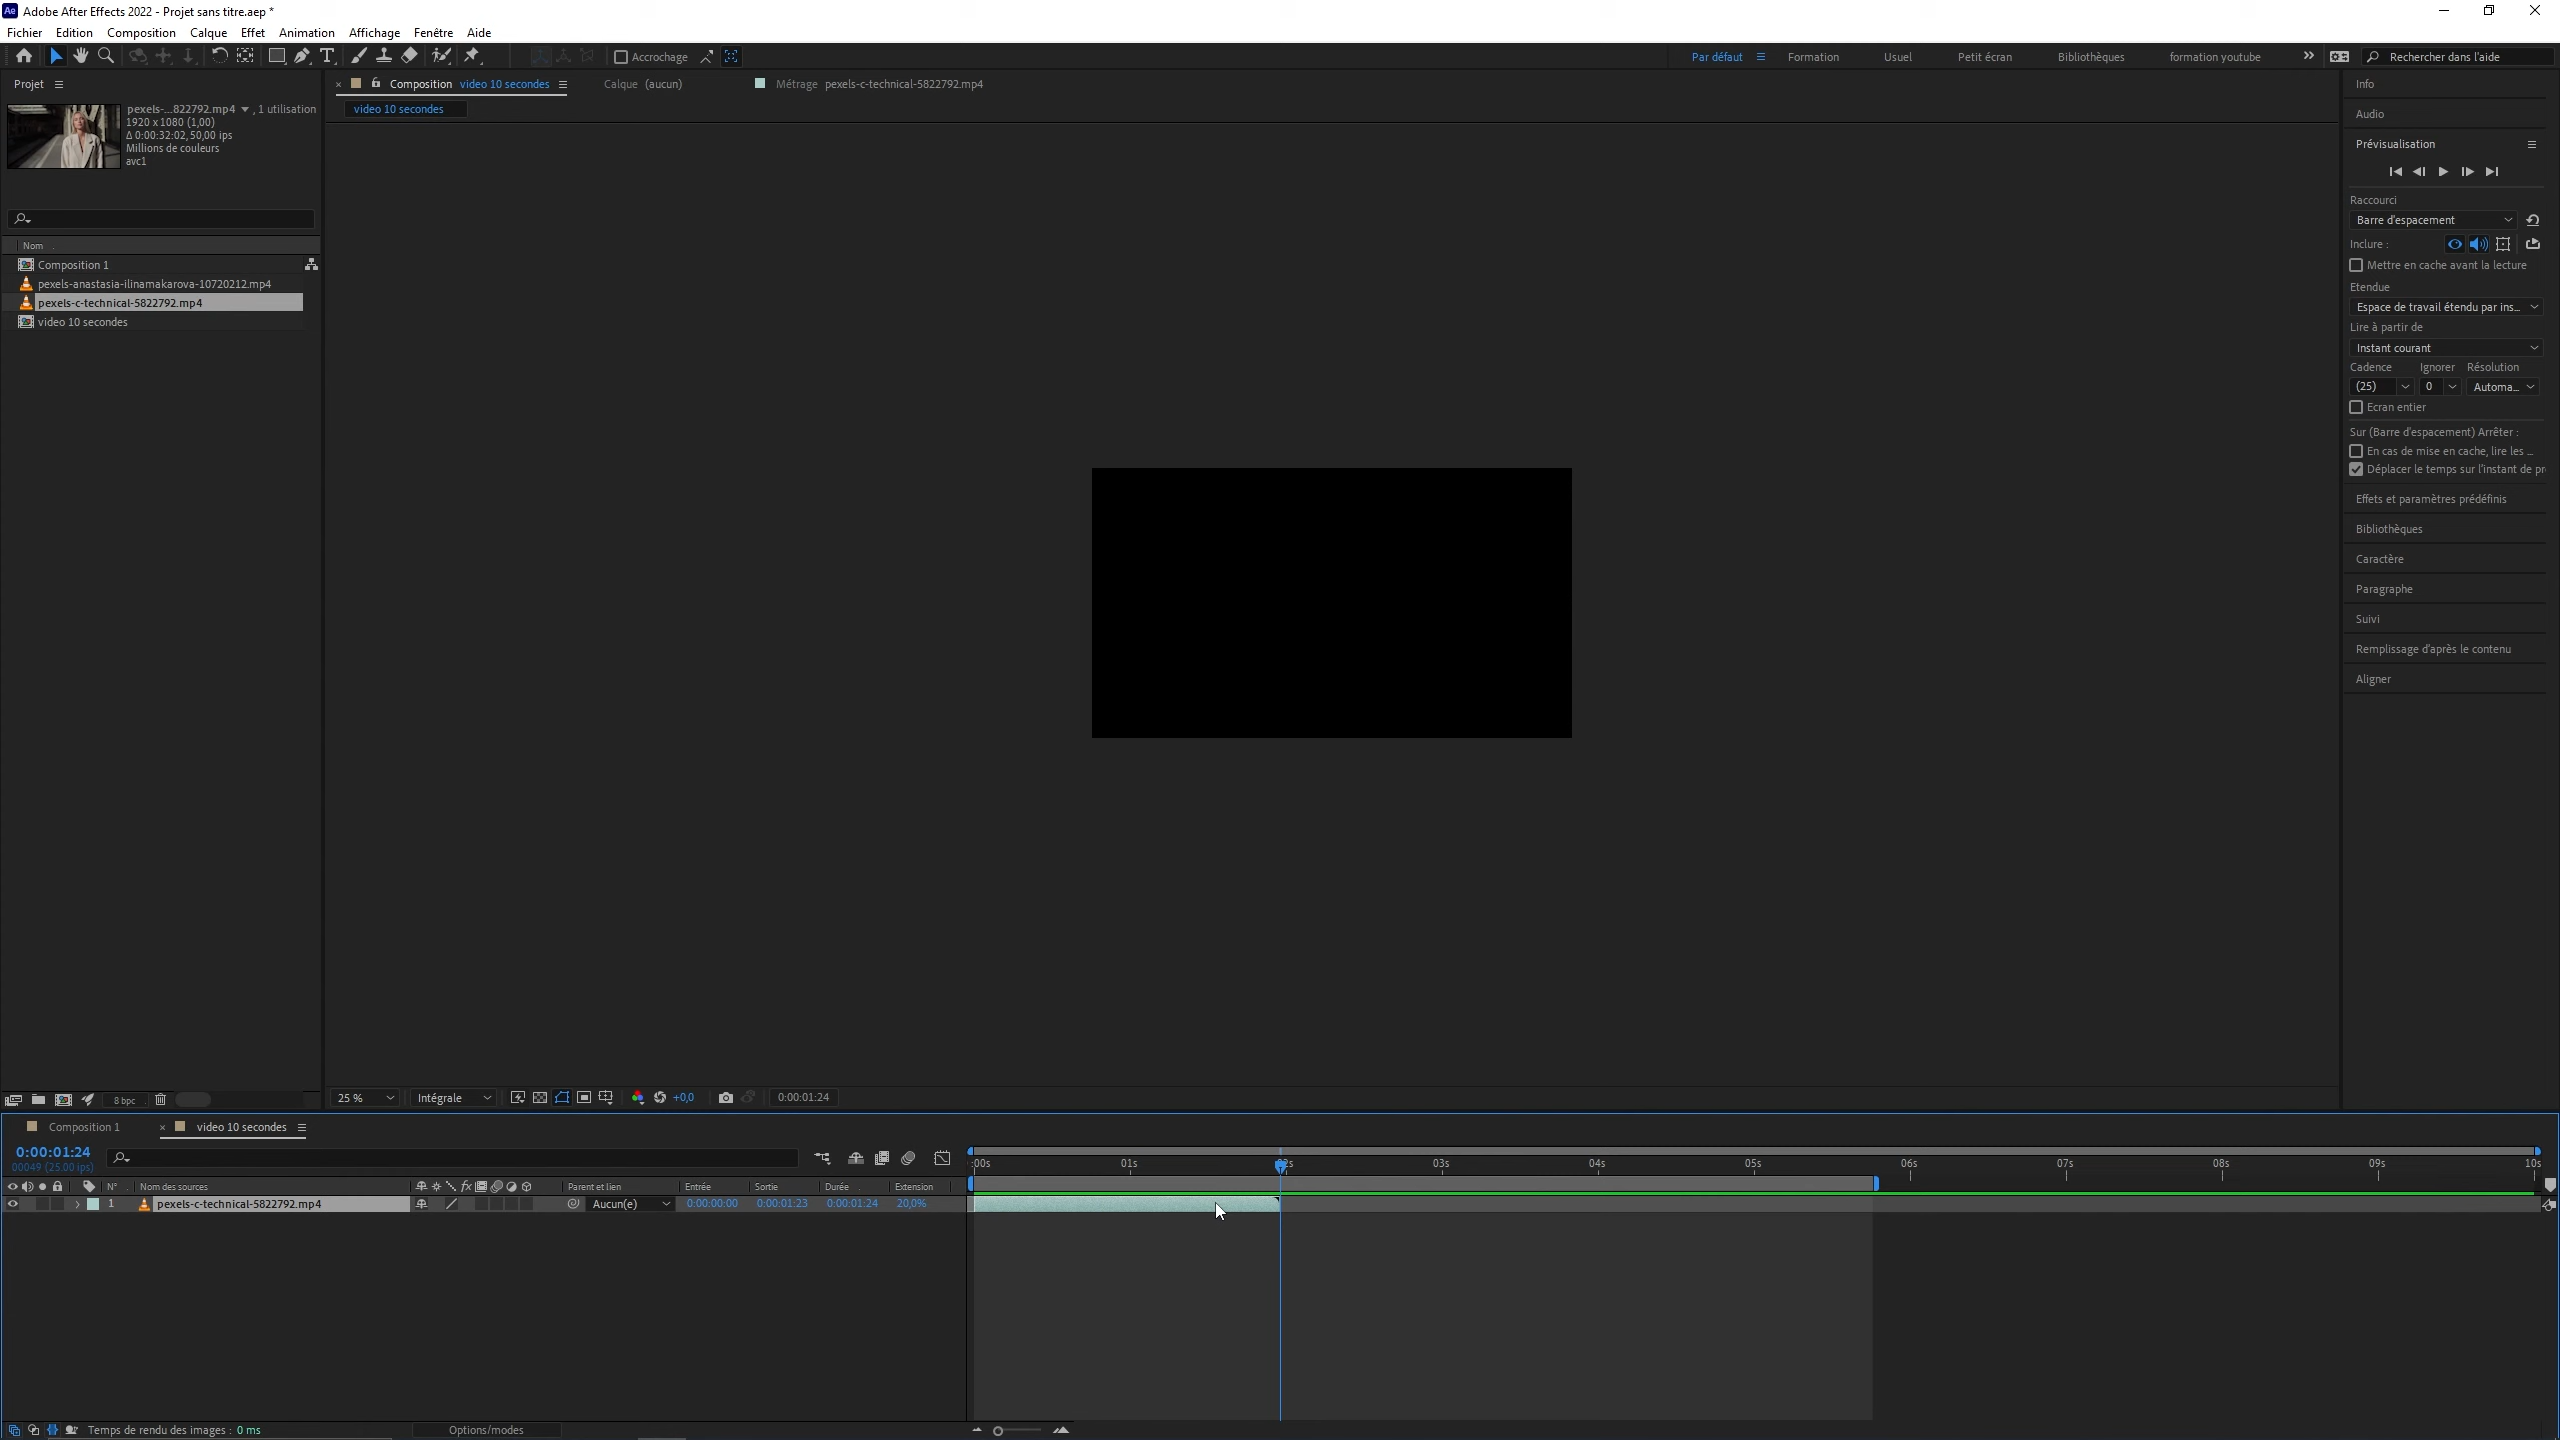 Adobe After Effects 2022 - Projet sans titre.aep *
Fichier Edition Composition Calque Effet Animation Affichage Fenêtre Aide
Accrochage
Par défaut Formation Usuel Petit écran Bibliothèques formation youtube
Rechercher dans l'aide
Projet
pexels-...822792.mp4 , 1 utilisation
1920 x 1080 (1,00)
Δ 0:00:32:02, 50,00 ips
Millions de couleurs
avc1
Nom
Composition 1
pexels-anastasia-ilinamakarova-10720212.mp4
pexels-c-technical-5822792.mp4
video 10 secondes
8 bpc
Composition video 10 secondes
Calque (aucun)
Métrage pexels-c-technical-5822792.mp4
video 10 secondes
25 % Intégrale +0,0 0:00:01:24
Info
Audio
Prévisualisation
Raccourci
Barre d'espacement
Inclure :
Mettre en cache avant la lecture
Etendue
Espace de travail étendu par ins...
Lire à partir de
Instant courant
Cadence Ignorer Résolution
(25) 0 Automa...
Ecran entier
Sur (Barre d'espacement) Arrêter :
En cas de mise en cache, lire les ...
Déplacer le temps sur l'instant de pr
Effets et paramètres prédéfinis
Bibliothèques
Caractère
Paragraphe
Suivi
Remplissage d'après le contenu
Aligner
Composition 1 video 10 secondes
0:00:01:24
00049 (25.00 ips)
:00s 01s 2s 03s 04s 05s 06s 07s 08s 09s 10s
N° Nom des sources Parent et lien Entrée Sortie Durée Extension
1 pexels-c-technical-5822792.mp4 Aucun(e) 0:00:00:00 0:00:01:23 0:00:01:24 20,0%
Temps de rendu des images : 0 ms
Options/modes